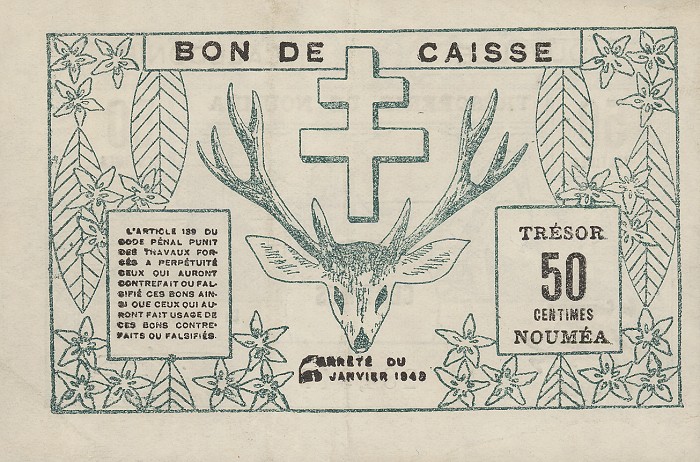 BON DE CAISSE
L'ARTICLE 139 DU
CODE PÉNAL PUNIT
DES TRAVAUX FOR-
CÉS A PERPÉTUITÉ
CEUX QUI AURONT
CONTREFAIT OU FAL-
SIFIÉ CES BONS AIN-
SI QUE CEUX QUI AU-
RONT FAIT USAGE DE
CES BONS CONTRE-
FAITS OU FALSIFIÉS.
TRÉSOR
50
CENTIMES
NOUMÉA
ARRÊTÉ DU
JANVIER 1943